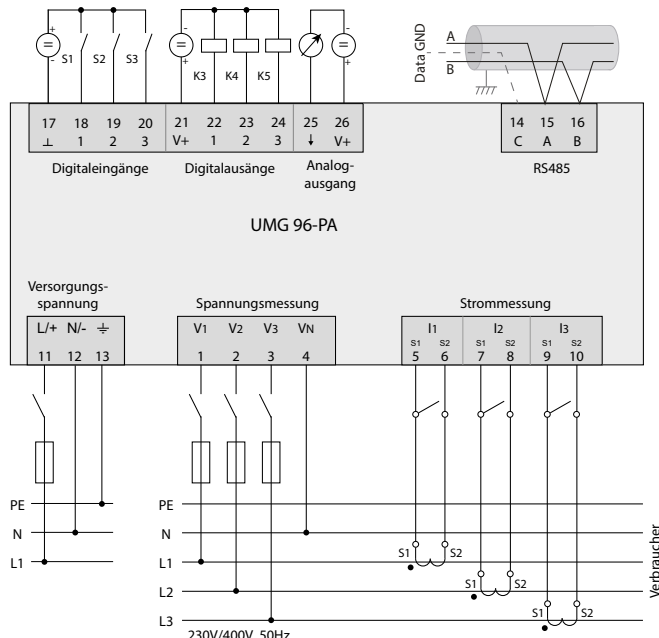 + - S1 S2 S3 - + K3 K4 K5 - +
A
B
Data GND
17 18 19 20 21 22 23 24 25 26 14 15 16
⊥ 1 2 3 V+ 1 2 3 ↓ V+ C A B
Digitaleingänge Digitalausänge Analog-
ausgang
RS485
UMG 96-PA
Versorgungs-
spannung
Spannungsmessung
Strommessung
L/+ N/- ⏚ V1 V2 V3 VN I1 I2 I3
S1 S2 S1 S2 S1 S2
11 12 13 1 2 3 4 5 6 7 8 9 10
PE PE
N N
L1 L1 S1 S2
L2 S1 S2
L3 S1 S2
230V/400V 50Hz
Verbraucher